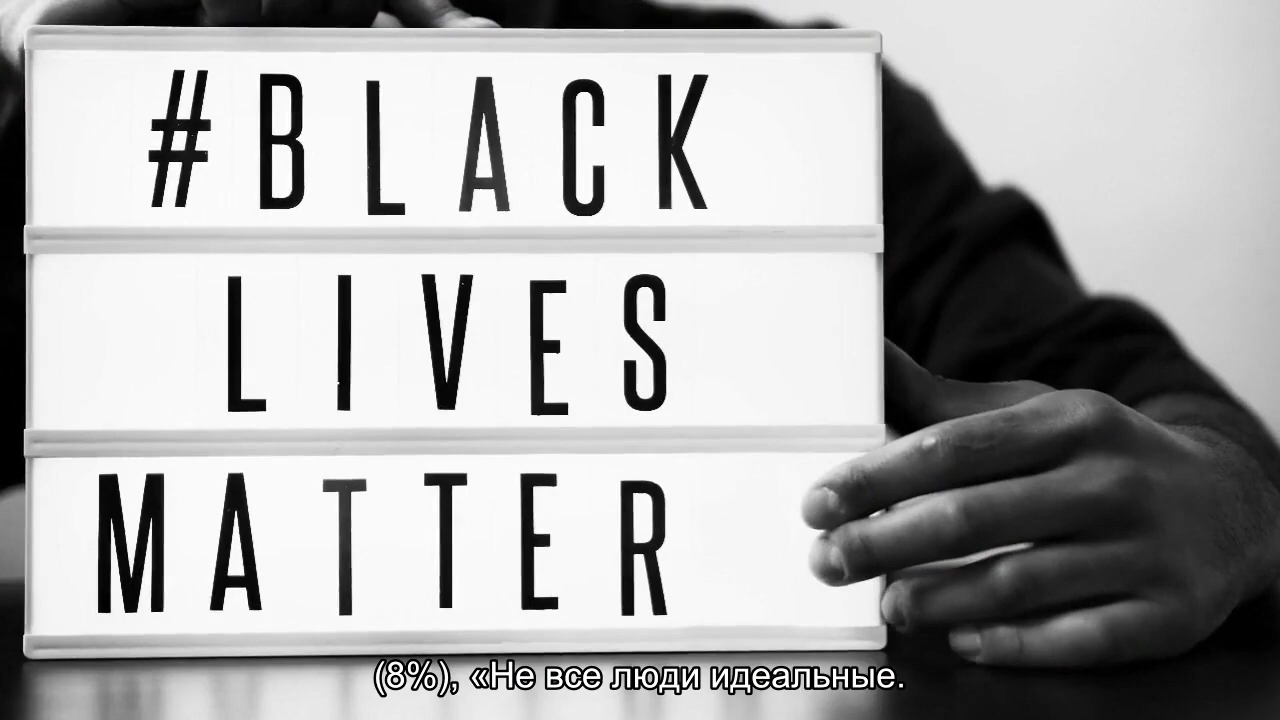 #BLACK
LIVES
MATTER
(8%), «Не все люди идеальные.